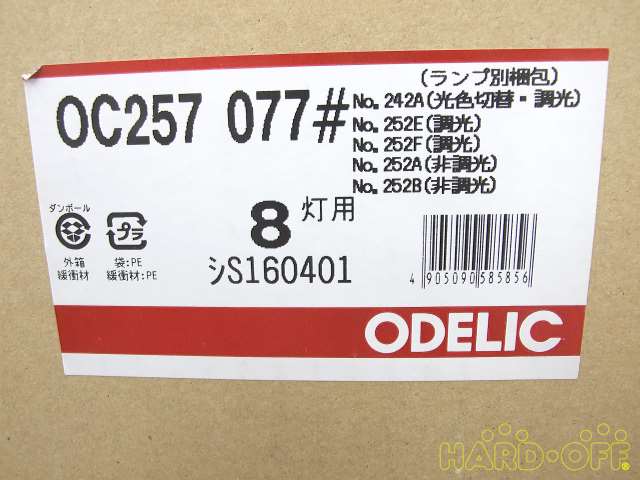 (ランプ別梱包)
OC257 077#
No.242A(光色切替・調光)
No.252E(調光)
No.252F(調光)
No.252A(非調光)
No.252B(非調光)
8灯用
シS160401
ダンボール
外箱
緩衝材
プラ
袋:PE
緩衝材:PE
4 905090 585856
ODELIC
HARD-OFF